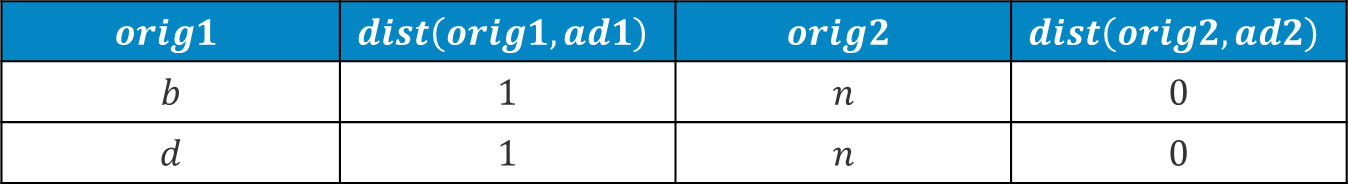 orig1 dist(orig1,ad1) orig2 dist(orig2,ad2)
b 1 n 0
d 1 n 0